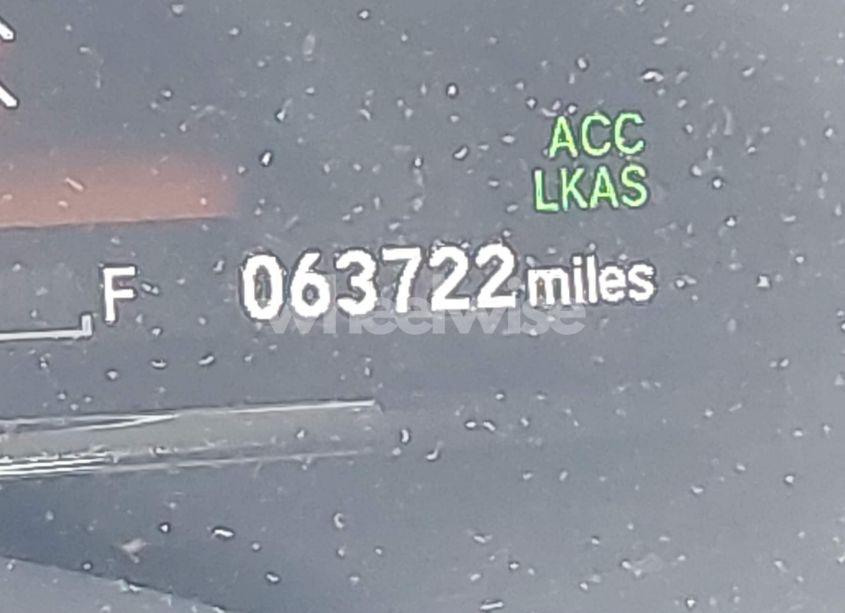 ACC
LKAS
F
063722 miles
wheelwise